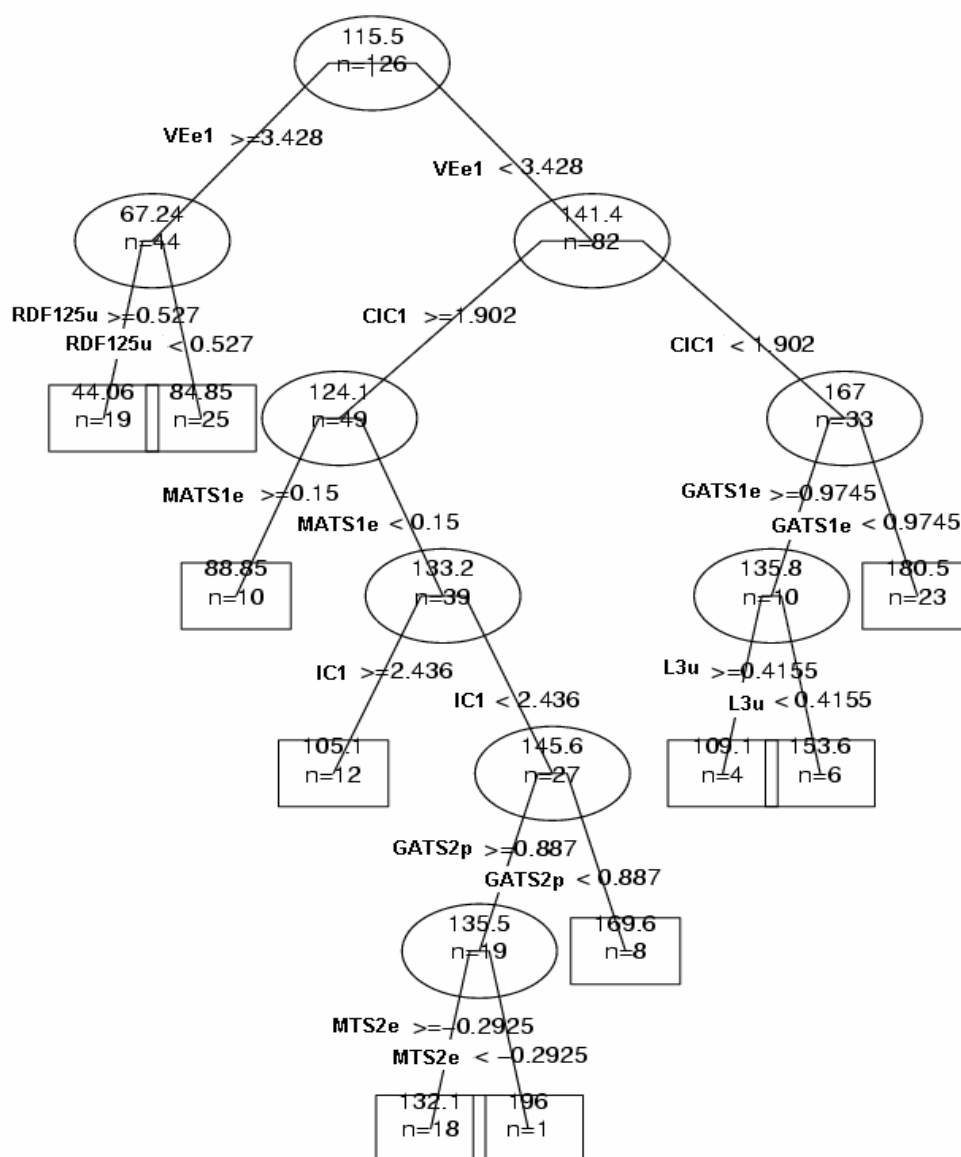 115.5
n=126
VEe1 >=3.428
VEe1 < 3.428
67.24
n=44
141.4
n=82
RDF125u >=0.527
RDF125u < 0.527
CIC1 >=1.902
CIC1 < 1.902
44.06
n=19
84.85
n=25
124.1
n=49
167
n=33
MATS1e >=0.15
MATS1e < 0.15
GATS1e >=0.9745
GATS1e < 0.9745
88.85
n=10
133.2
n=39
135.8
n=10
180.5
n=23
IC1 >=2.436
IC1 < 2.436
L3u >=0.4155
L3u < 0.4155
105.1
n=12
145.6
n=27
109.1
n=4
153.6
n=6
GATS2p >=0.887
GATS2p < 0.887
135.5
n=19
169.6
n=8
MTS2e >=−0.2925
MTS2e < −0.2925
132.1
n=18
196
n=1